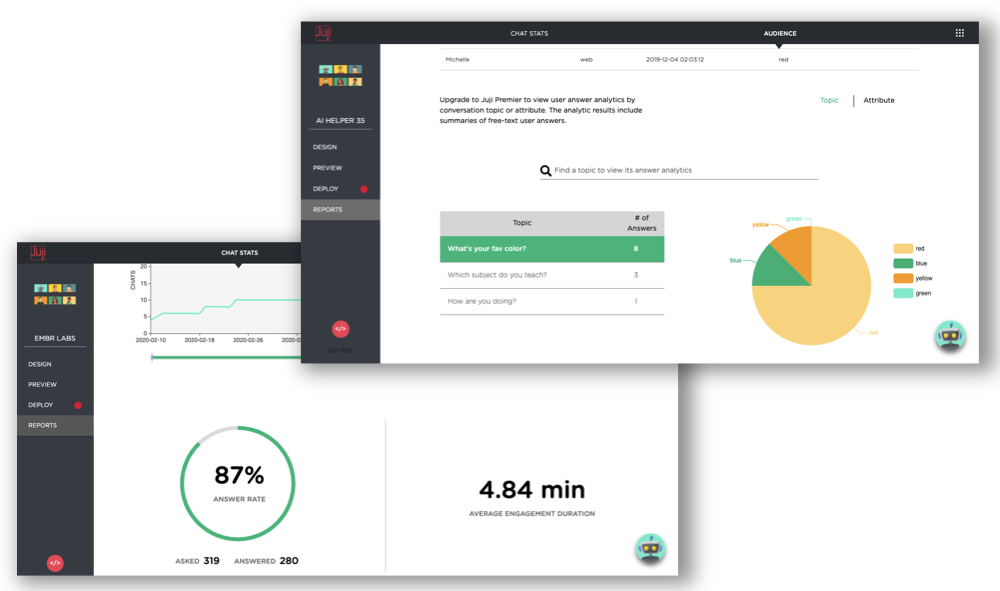 Juji
CHAT STATS
AUDIENCE
Michelle web 2019-12-04 02:03:12 red
AI HELPER 35
DESIGN
PREVIEW
DEPLOY
REPORTS
Go Pro
Upgrade to Juji Premier to view user answer analytics by
conversation topic or attribute. The analytic results include
summaries of free-text user answers.
Topic | Attribute
Find a topic to view its answer analytics
Topic # of Answers
What's your fav color? 8
Which subject do you teach? 3
How are you doing? 1
green
yellow
blue
red
red
blue
yellow
green
</>
Juji
CHAT STATS
EMBR LABS
DESIGN
PREVIEW
DEPLOY
REPORTS
</>
CHATS
20
15
10
5
0
2020-02-10 2020-02-18 2020-02-26 2020-0
87%
ANSWER RATE
ASKED 319 ANSWERED 280
4.84 min
AVERAGE ENGAGEMENT DURATION